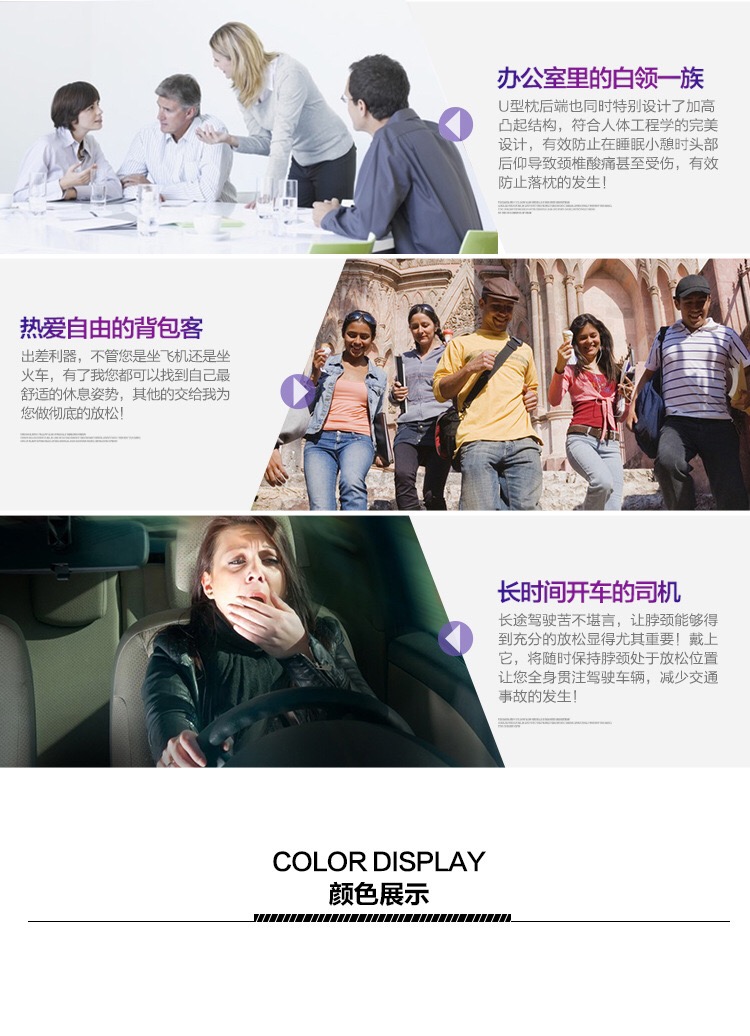 办公室里的白领一族
U型枕后端也同时特别设计了加高
凸起结构，符合人体工程学的完美
设计，有效防止在睡眠小憩时头部
后仰导致颈椎酸痛甚至受伤，有效
防止落枕的发生！
热爱自由的背包客
出差利器，不管您是坐飞机还是坐
火车，有了我您都可以找到自己最
舒适的休息姿势，其他的交给我为
您做彻底的放松！
长时间开车的司机
长途驾驶苦不堪言，让脖颈能够得
到充分的放松显得尤其重要！戴上
它，将随时保持脖颈处于放松位置
让您全身贯注驾驶车辆，减少交通
事故的发生！
COLOR DISPLAY
颜色展示